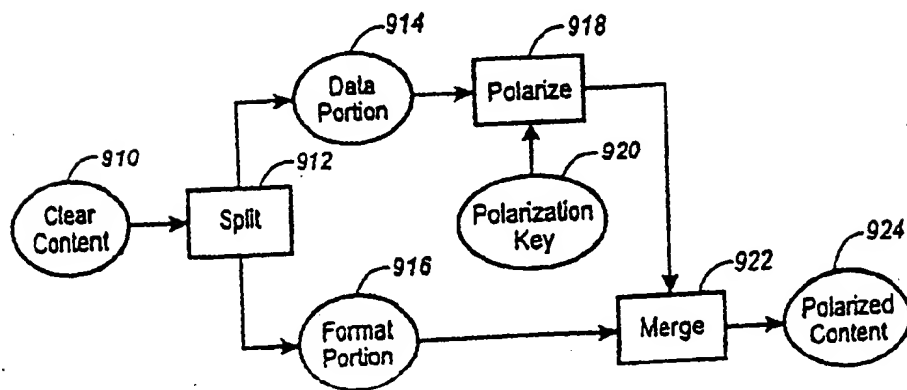 914
Data
Portion
918
Polarize
910
Clear
Content
912
Split
920
Polarization
Key
916
Format
Portion
922
Merge
924
Polarized
Content